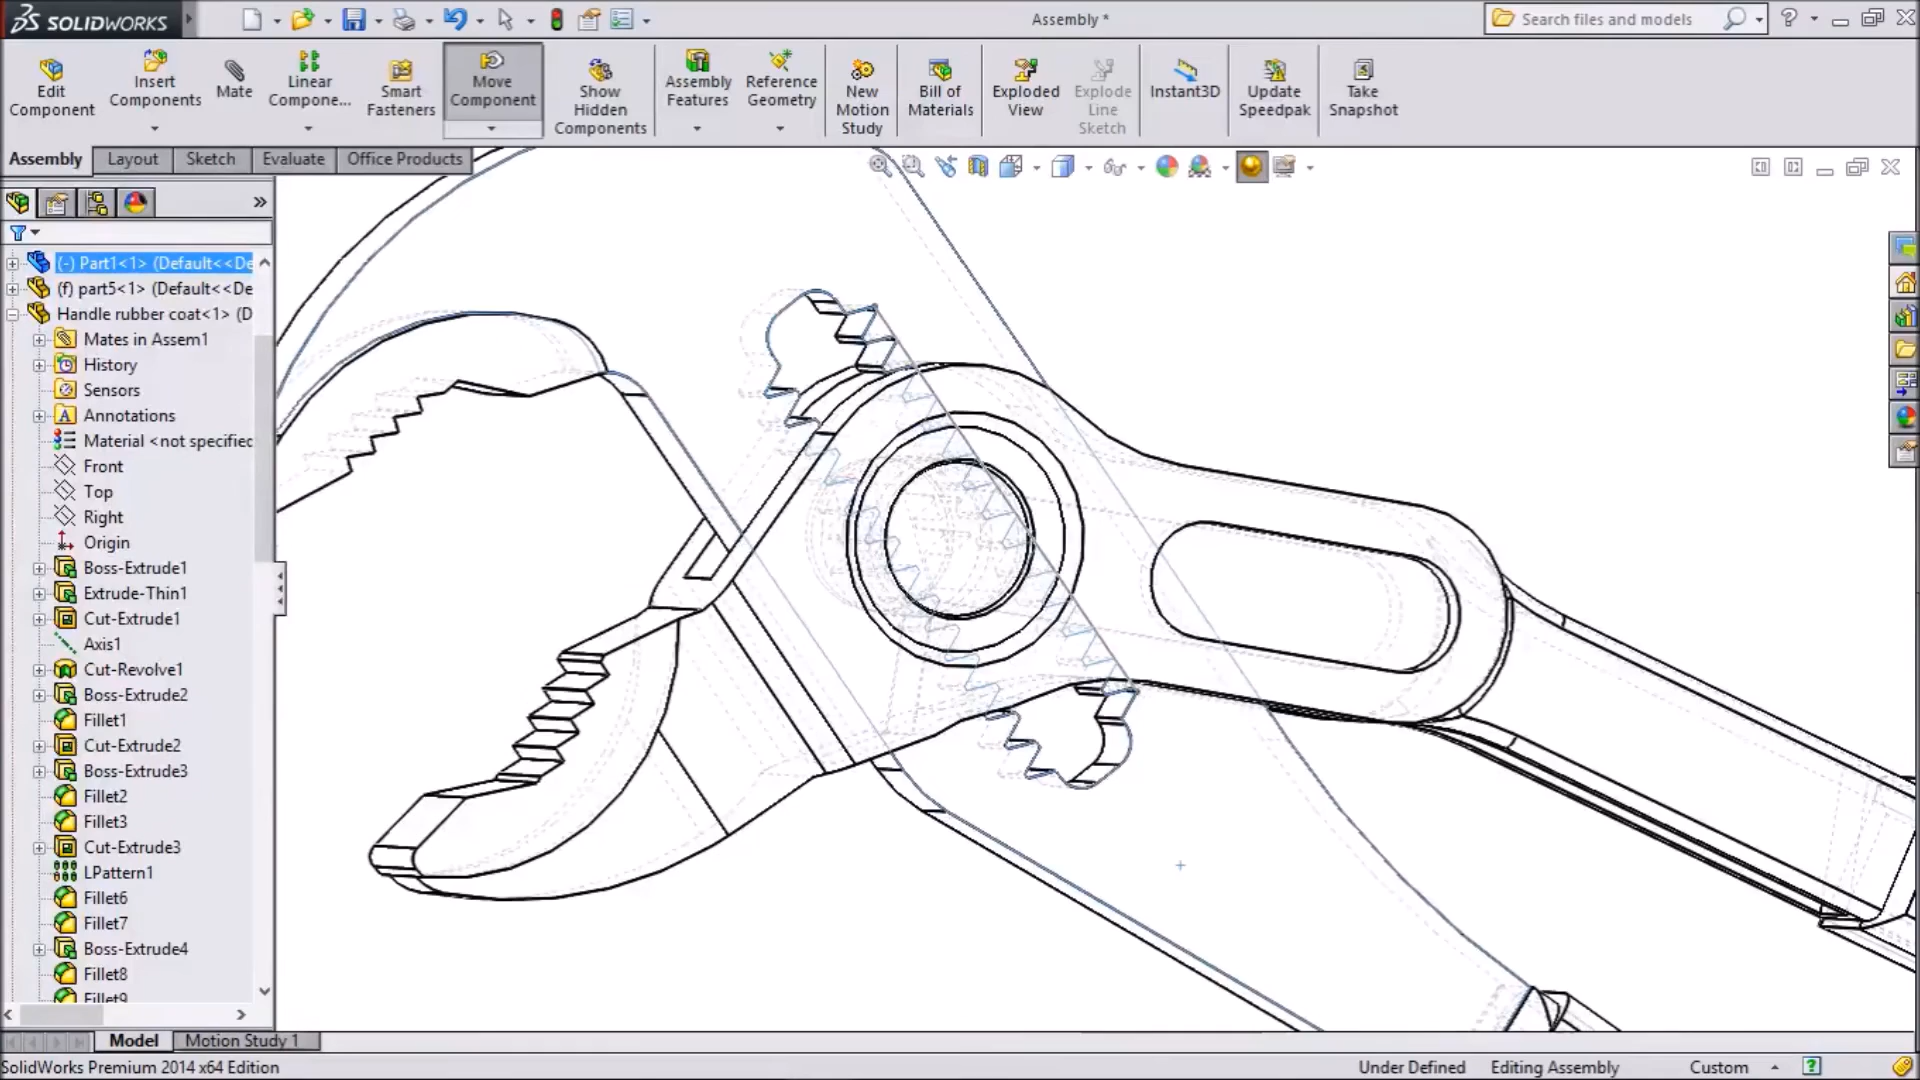 SOLIDWORKS
Assembly *
Search files and models
Edit
Component
Insert
Components
Mate
Linear
Compone...
Smart
Fasteners
Move
Component
Show
Hidden
Components
Assembly
Features
Reference
Geometry
New
Motion
Study
Bill of
Materials
Exploded
View
Explode
Line
Sketch
Instant3D
Update
Speedpak
Take
Snapshot
Assembly
Layout
Sketch
Evaluate
Office Products
(-) Part1<1> (Default<<De
(f) part5<1> (Default<<De
Handle rubber coat<1> (D
Mates in Assem1
History
Sensors
Annotations
Material <not specified
Front
Top
Right
Origin
Boss-Extrude1
Extrude-Thin1
Cut-Extrude1
Axis1
Cut-Revolve1
Boss-Extrude2
Fillet1
Cut-Extrude2
Boss-Extrude3
Fillet2
Fillet3
Cut-Extrude3
LPattern1
Fillet6
Fillet7
Boss-Extrude4
Fillet8
Fillet9
Model
Motion Study 1
SolidWorks Premium 2014 x64 Edition
Under Defined
Editing Assembly
Custom